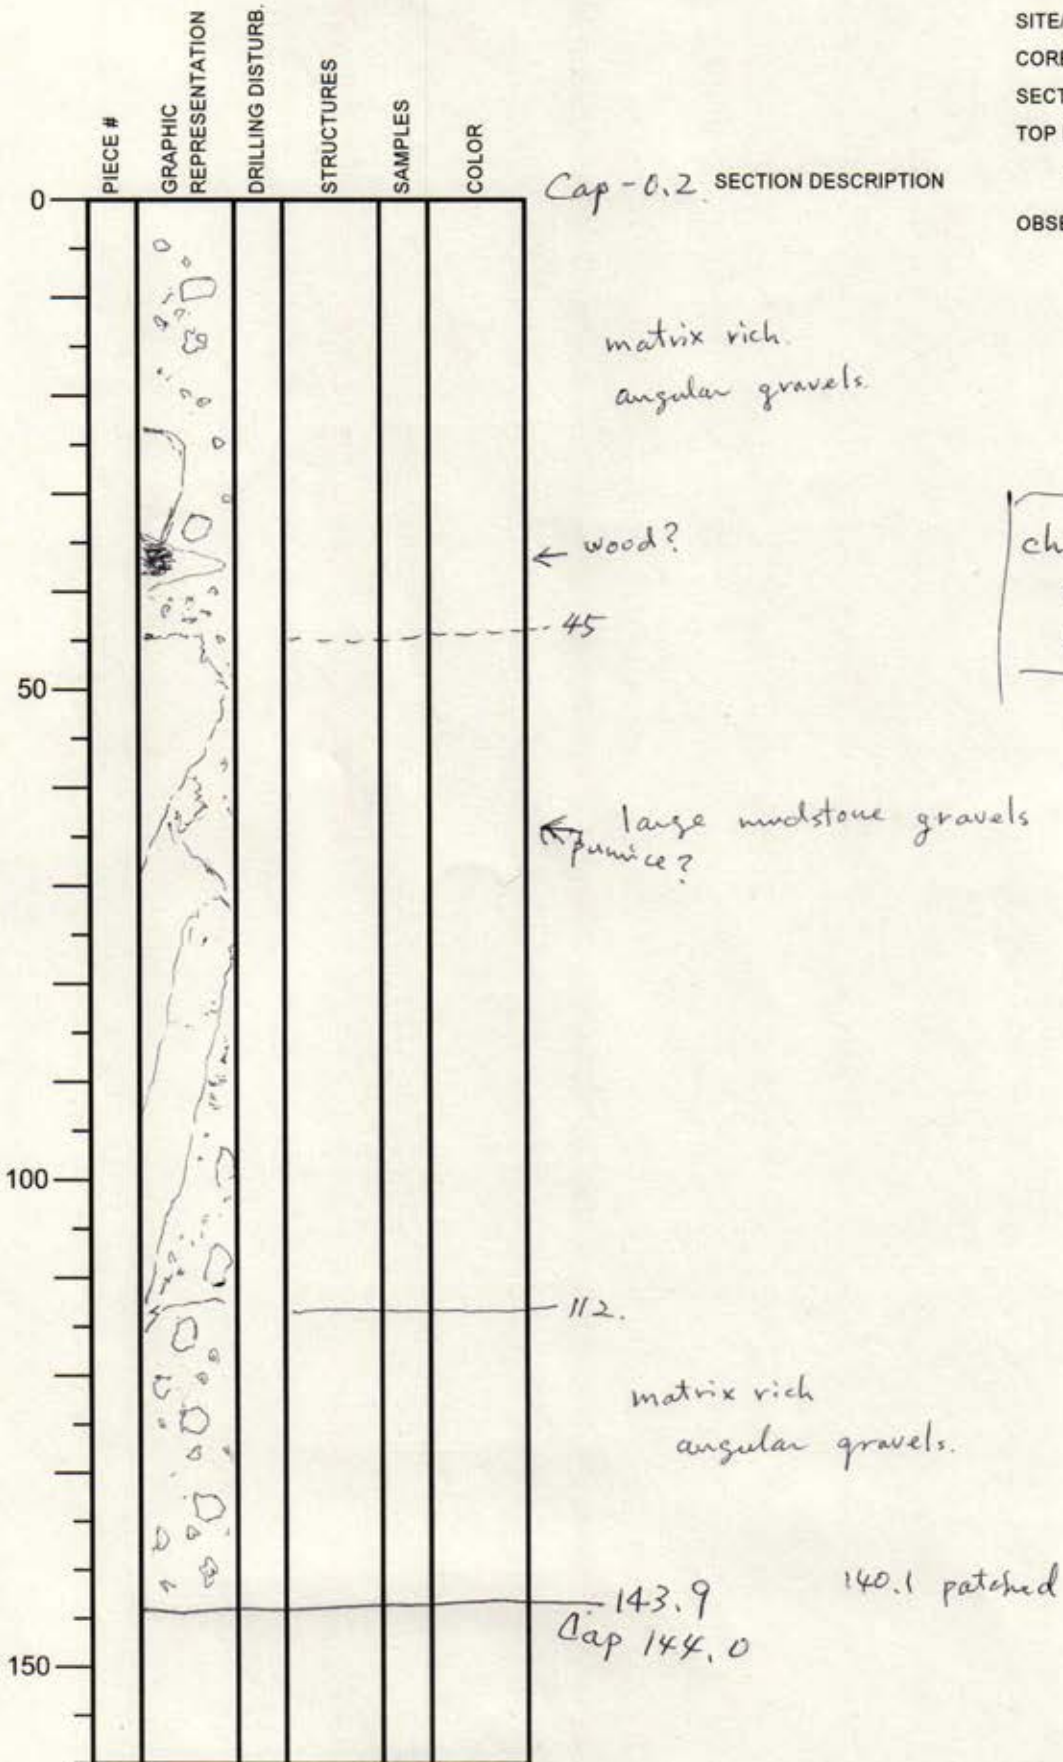 SITE/
CORE
SECT
TOP
OBSE
PIECE #
GRAPHIC
REPRESENTATION
DRILLING DISTURB.
STRUCTURES
SAMPLES
COLOR
Cap -0.2 SECTION DESCRIPTION
0
matrix rich.
angular gravels.
← wood?
ch
45
50
← large mudstone gravels
pumice?
100
112.
matrix rich
angular gravels.
140.1 patched
143.9
Cap 144.0
150